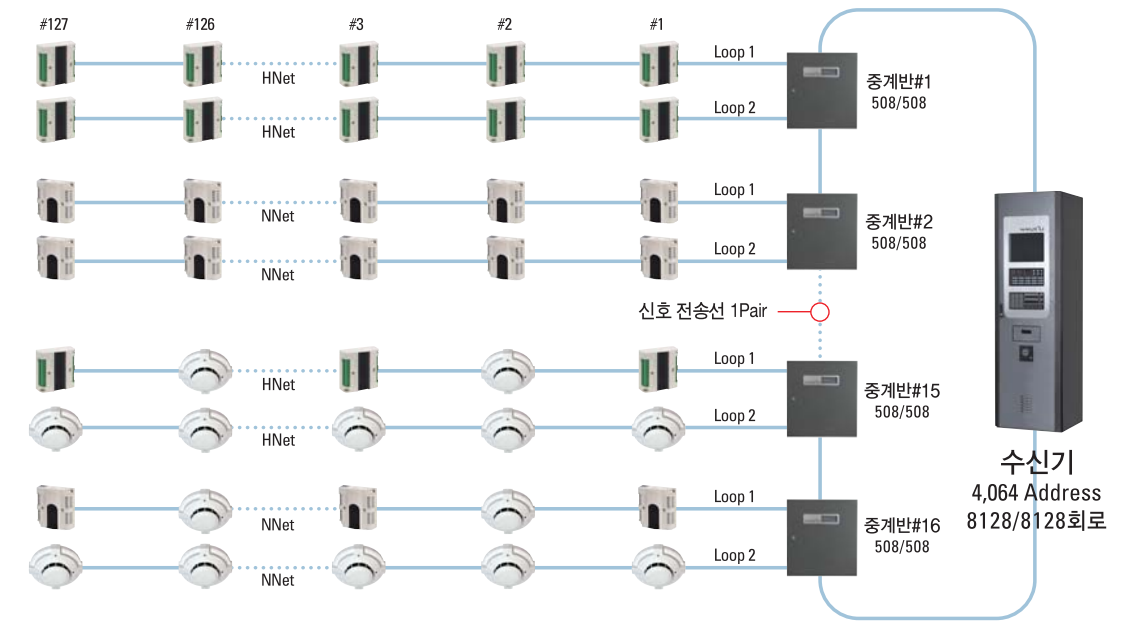 #127 #126 #3 #2 #1
Loop 1
HNet
중계반#1
508/508
Loop 2
HNet
Loop 1
NNet
중계반#2
508/508
Loop 2
NNet
신호 전송선 1Pair
Loop 1
HNet
중계반#15
508/508
Loop 2
HNet
수신기
4,064 Address
8128/8128회로
Loop 1
NNet
중계반#16
508/508
Loop 2
NNet